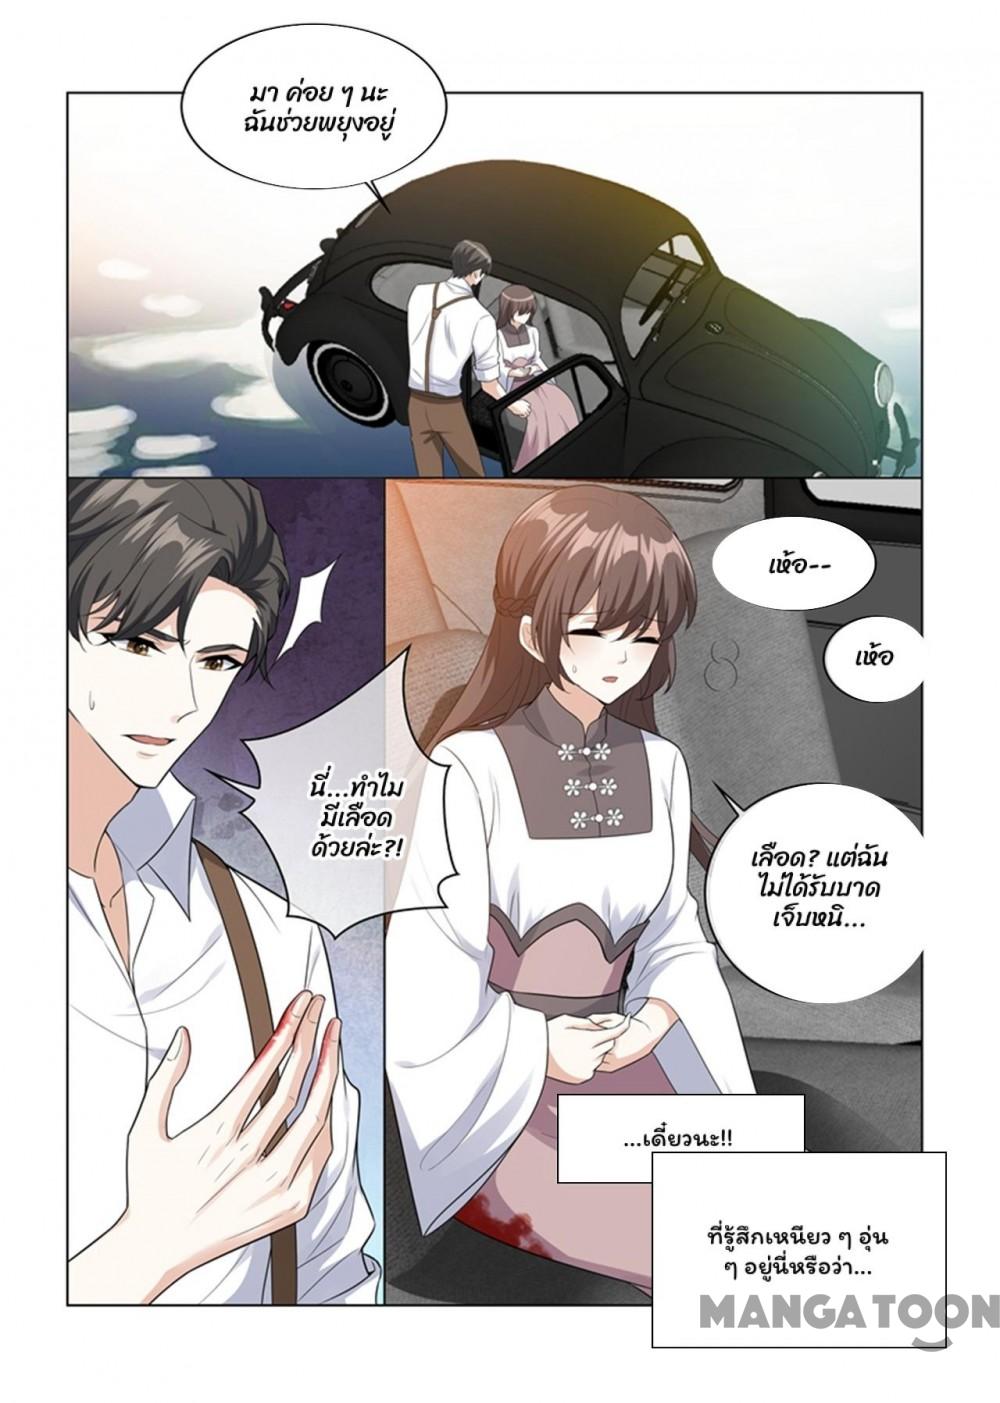 มา ค่อย ๆ นะ
ฉันช่วยพยุงอยู่
เห้อ--
เห้อ
นี่...ทำไม
มีเลือด
ด้วยล่ะ?!
เลือด? แต่ฉัน
ไม่ได้รับบาด
เจ็บหนิ...
...เดี๋ยวนะ!!
ที่รู้สึกเหนียว ๆ อุ่น
ๆ อยู่นี่หรือว่า...
MANGATOON